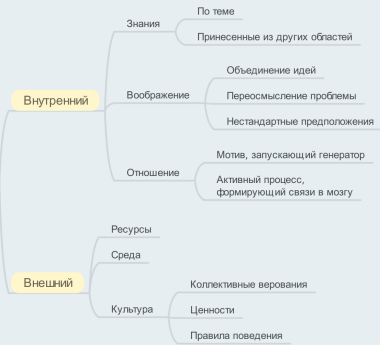 По теме
Знания
Принесенные из других областей
Объединение идей
Внутренний
Воображение
Переосмысление проблемы
Нестандартные предположения
Мотив, запускающий генератор
Отношение
Активный процесс,
формирующий связи в мозгу
Ресурсы
Среда
Внешний
Коллективные верования
Культура
Ценности
Правила поведения